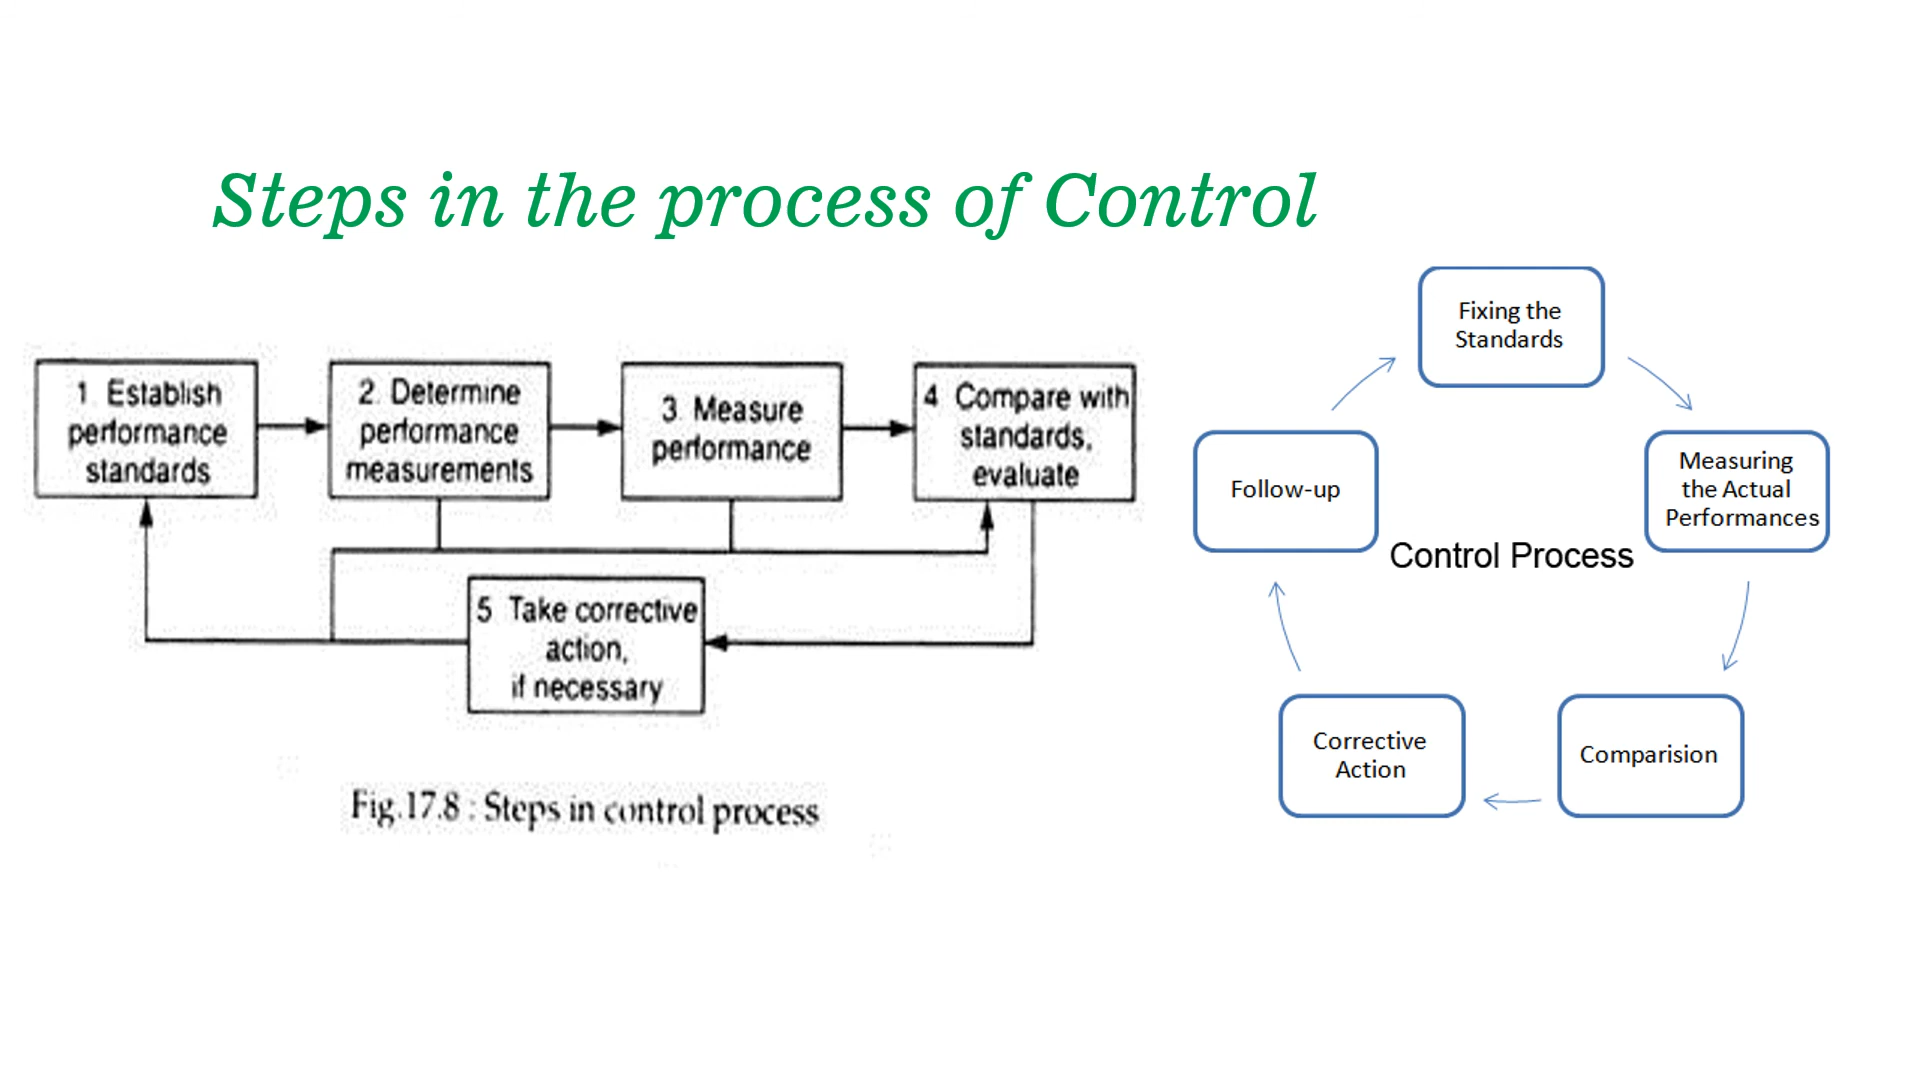 Steps in the process of Control
1. Establish
performance
standards
2. Determine
performance
measurements
3. Measure
performance
4 Compare with
standards,
evaluate
5 Take corrective
action,
if necessary
Fig.17.8 : Steps in control process
Fixing the
Standards
Measuring
the Actual
Performances
Comparision
Corrective
Action
Follow-up
Control Process